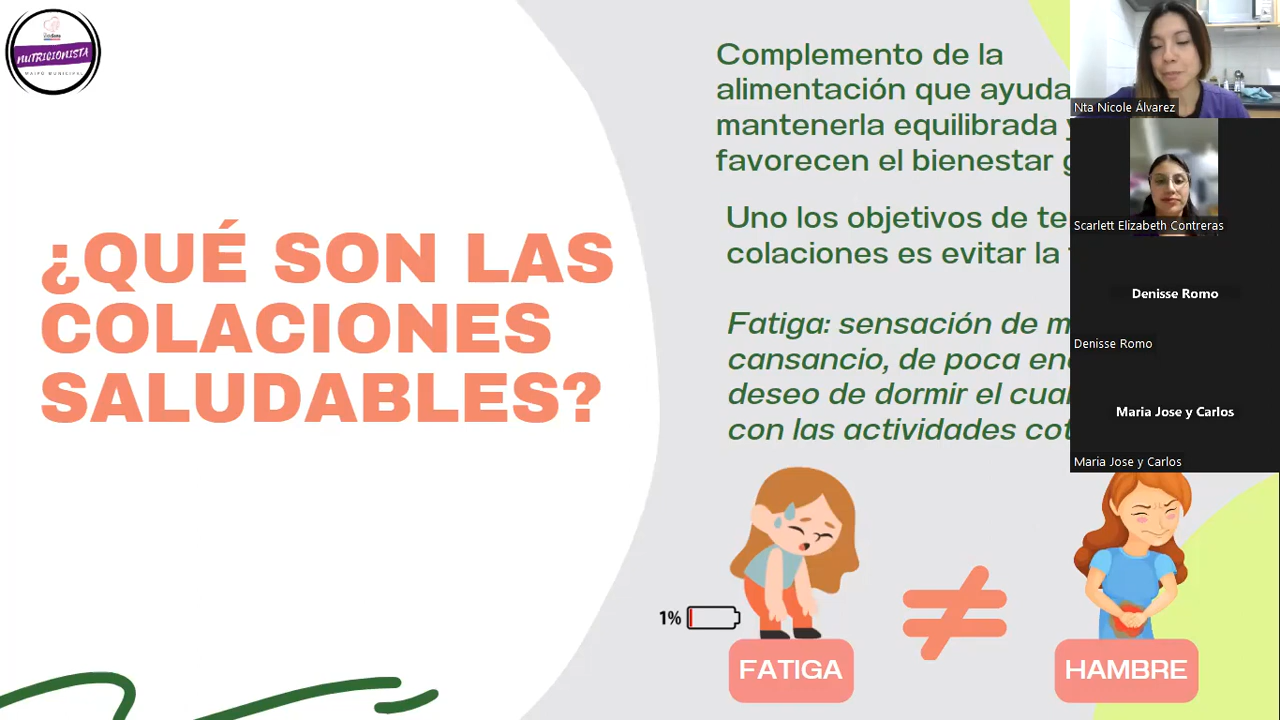 NUTRICIONISTA
MAIPÚ MUNICIPAL
¿QUÉ SON LAS
COLACIONES
SALUDABLES?
Complemento de la
alimentación que ayuda
mantenerla equilibrada
favorecen el bienestar
Uno los objetivos de
colaciones es evitar la
Fatiga: sensación de
cansancio, de poca
deseo de dormir el
con las actividades
1%
FATIGA
HAMBRE
Nta Nicole Álvarez
Scarlett Elizabeth Contreras
Denisse Romo
Denisse Romo
Maria Jose y Carlos
Maria Jose y Carlos